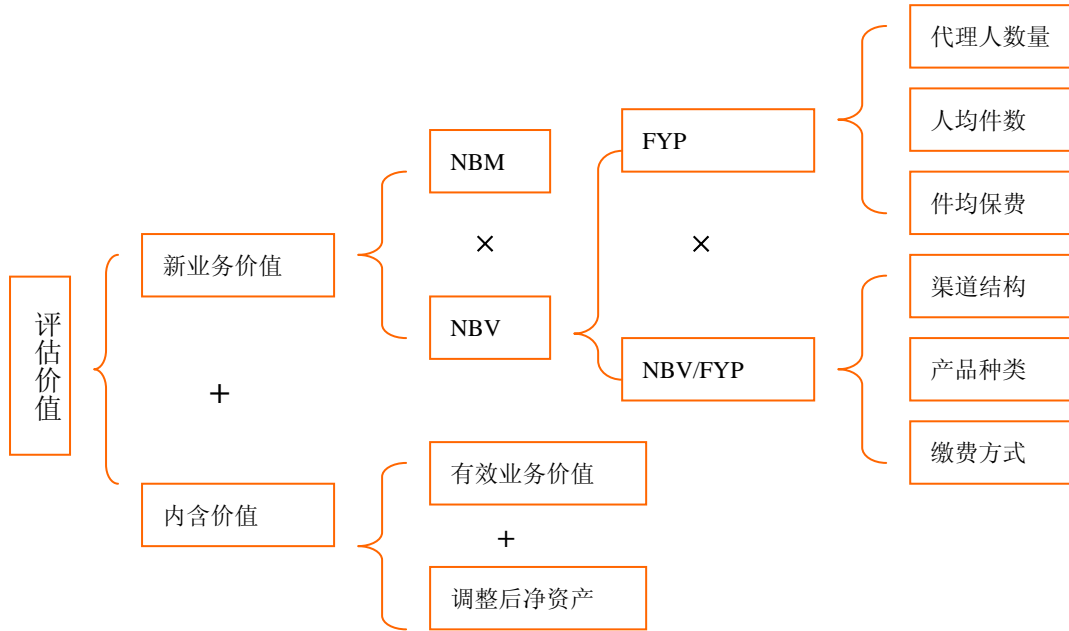 评估价值
新业务价值
+
内含价值
NBM
×
NBV
有效业务价值
+
调整后净资产
FYP
×
NBV/FYP
代理人数量
人均件数
件均保费
渠道结构
产品种类
缴费方式